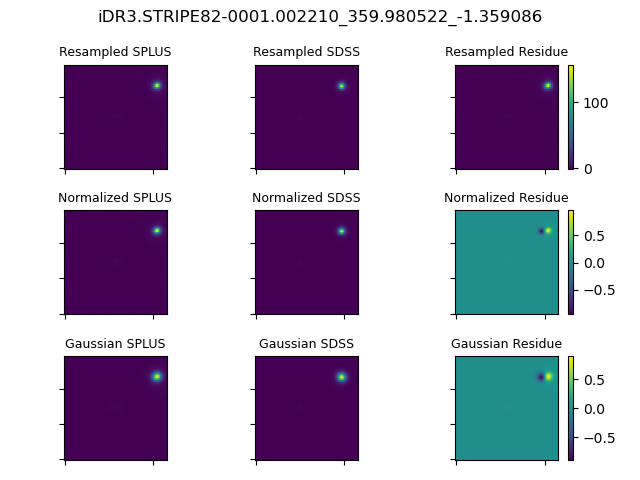 iDR3.STRIPE82-0001.002210_359.980522_-1.359086
Resampled SPLUS
Resampled SDSS
Resampled Residue
100
0
Normalized SPLUS
Normalized SDSS
Normalized Residue
0.5
0.0
−0.5
Gaussian SPLUS
Gaussian SDSS
Gaussian Residue
0.5
0.0
−0.5